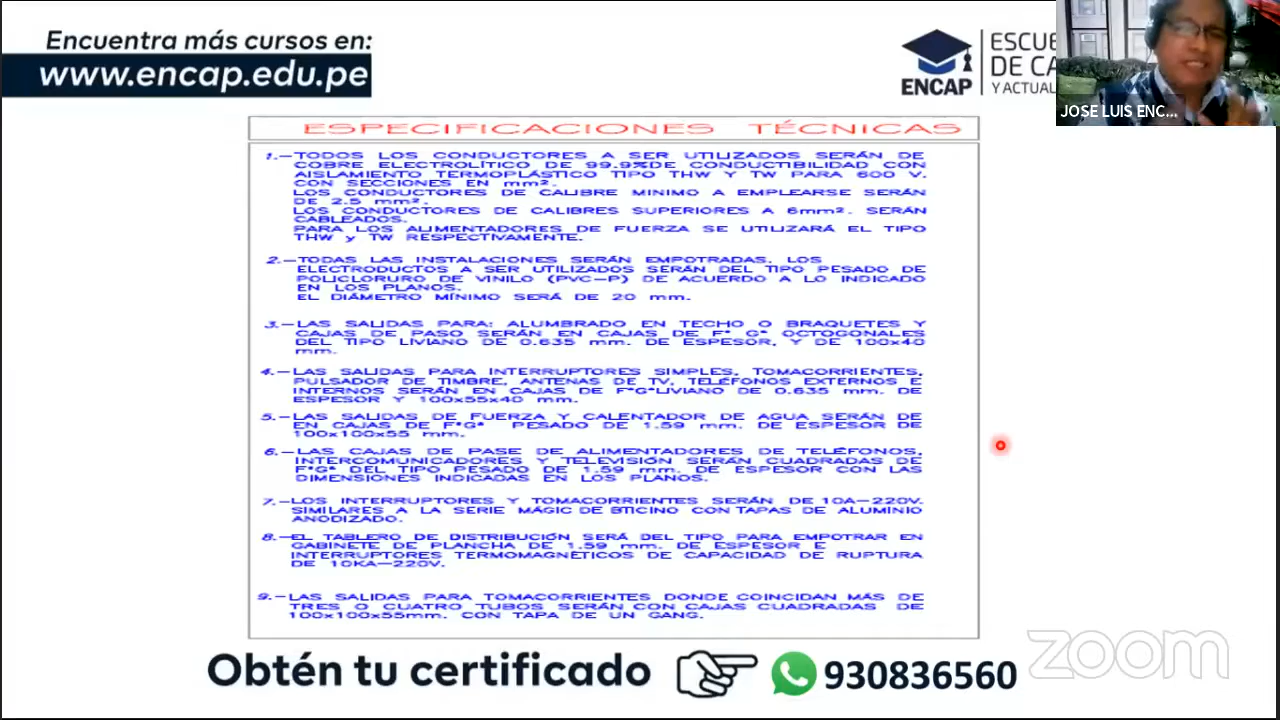 Encuentra más cursos en:
www.encap.edu.pe
ENCAP
ESCUE
DE CA
Y ACTUAL
JOSE LUIS ENC...
ESPECIFICACIONES TÉCNICAS
1.-TODOS LOS CONDUCTORES A SER UTILIZADOS SERÁN DE
COBRE ELECTROLÍTICO DE 99.9%DE CONDUCTIBILIDAD CON
AISLAMIENTO TERMOPLÁSTICO TIPO THW Y TW PARA 600 V.
CON SECCIONES EN mm².
LOS CONDUCTORES DE CALIBRE MINIMO A EMPLEARSE SERÁN
DE 2.5 mm².
LOS CONDUCTORES DE CALIBRES SUPERIORES A 6mm². SERÁN
CABLEADOS.
PARA LOS ALIMENTADORES DE FUERZA SE UTILIZARÁ EL TIPO
THW y TW RESPECTIVAMENTE.
2.-TODAS LAS INSTALACIONES SERÁN EMPOTRADAS. LOS
ELECTRODUCTOS A SER UTILIZADOS SERÁN DEL TIPO PESADO DE
POLICLORURO DE VINILO (PVC-P) DE ACUERDO A LO INDICADO
EN LOS PLANOS.
EL DIÁMETRO MÍNIMO SERÁ DE 20 mm.
3.-LAS SALIDAS PARA: ALUMBRADO EN TECHO O BRAQUETES Y
CAJAS DE PASO SERÁN EN CAJAS DE F° G° OCTOGONALES
DEL TIPO LIVIANO DE 0.635 mm. DE ESPESOR, Y DE 100x40
mm.
4.-LAS SALIDAS PARA INTERRUPTORES SIMPLES, TOMACORRIENTES,
PULSADOR DE TIMBRE, ANTENAS DE TV, TELÉFONOS EXTERNOS E
INTERNOS SERÁN EN CAJAS DE F°G°LIVIANO DE 0.635 mm. DE
ESPESOR Y 100x55x40 mm.
5.-LAS SALIDAS DE FUERZA Y CALENTADOR DE AGUA SERÁN DE
EN CAJAS DE F°G° PESADO DE 1.59 mm. DE ESPESOR DE
100x100x55 mm.
6.-LAS CAJAS DE PASE DE ALIMENTADORES DE TELÉFONOS,
INTERCOMUNICADORES Y TELEVISIÓN SERÁN CUADRADAS DE
F°G° DEL TIPO PESADO DE 1.59 mm. DE ESPESOR CON LAS
DIMENSIONES INDICADAS EN LOS PLANOS.
7.-LOS INTERRUPTORES Y TOMACORRIENTES SERÁN DE 10A-220V.
SIMILARES A LA SERIE MÁGIC DE BTICINO CON TAPAS DE ALUMINIO
ANODIZADO.
8.-EL TABLERO DE DISTRIBUCIÓN SERÁ DEL TIPO PARA EMPOTRAR EN
GABINETE DE PLANCHA DE 1.59 mm. DE ESPESOR E
INTERRUPTORES TERMOMAGNÉTICOS DE CAPACIDAD DE RUPTURA
DE 10KA-220V.
9.-LAS SALIDAS PARA TOMACORRIENTES DONDE COINCIDAN MÁS DE
TRES O CUATRO TUBOS SERÁN CON CAJAS CUADRADAS DE
100x100x55mm. CON TAPA DE UN GANG.
Obtén tu certificado
930836560
zoom